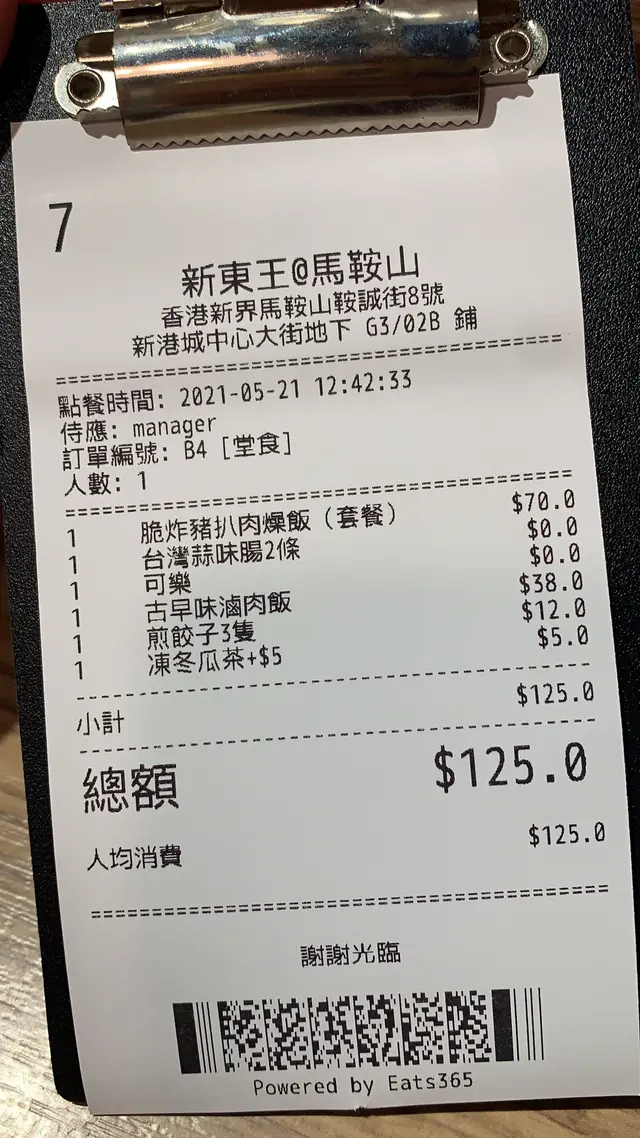 7
新東王@馬鞍山
香港新界馬鞍山鞍誠街8號
新港城中心大街地下 G3/02B 鋪
點餐時間: 2021-05-21 12:42:33
侍應: manager
訂單編號: B4 [堂食]
人數: 1
1 脆炸豬扒肉燥飯（套餐） $70.0
1 台灣蒜味腸2條 $0.0
1 可樂 $0.0
1 古早味滷肉飯 $38.0
1 煎餃子3隻 $12.0
1 凍冬瓜茶+$5 $5.0
小計 $125.0
總額 $125.0
人均消費 $125.0
謝謝光臨
Powered by Eats365